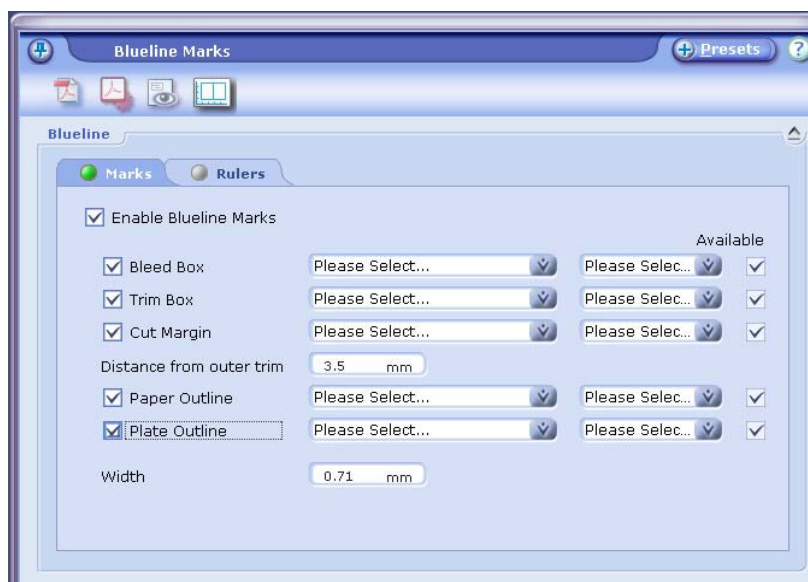 Blueline Marks
Presets
?
Blueline
Marks Rulers
Enable Blueline Marks
Available
Bleed Box Please Select... Please Selec...
Trim Box Please Select... Please Selec...
Cut Margin Please Select... Please Selec...
Distance from outer trim 3.5 mm
Paper Outline Please Select... Please Selec...
Plate Outline Please Select... Please Selec...
Width 0.71 mm